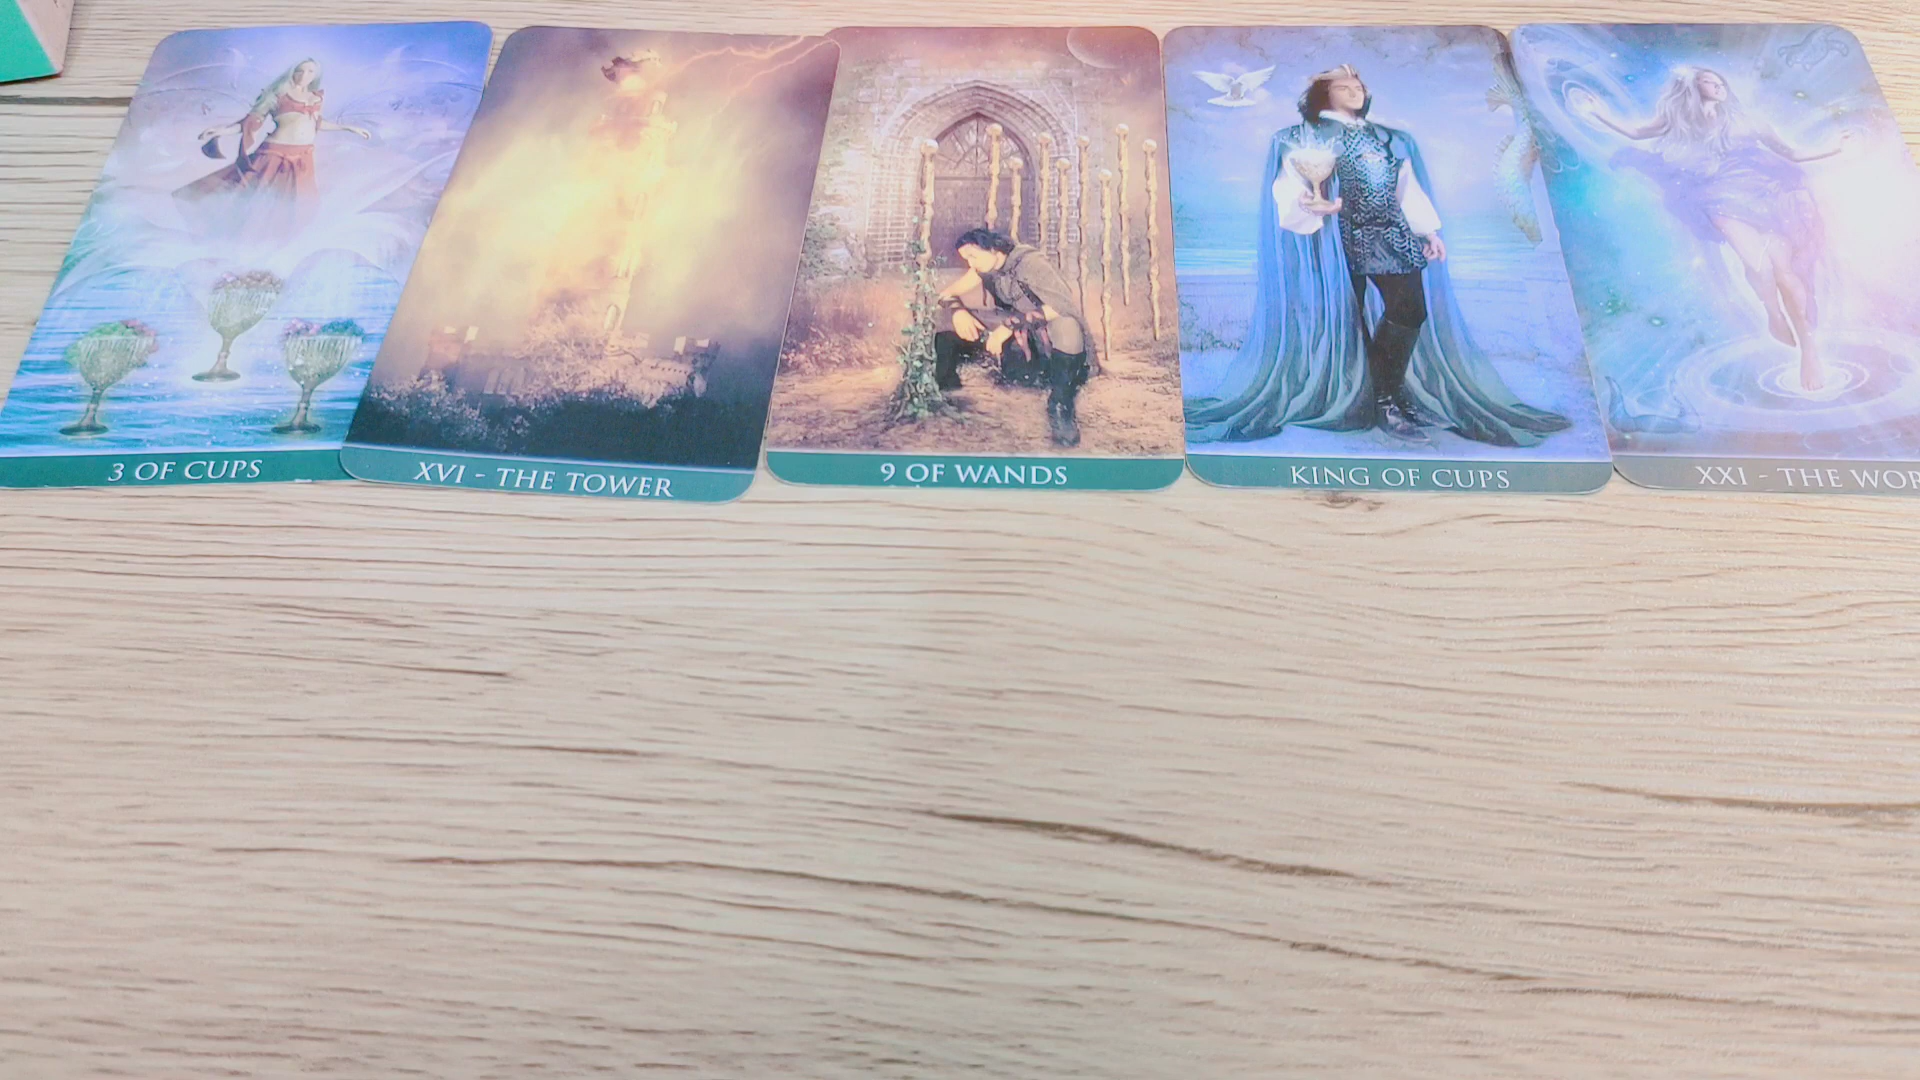 3 OF CUPS
XVI - THE TOWER
9 OF WANDS
KING OF CUPS
XXI - THE